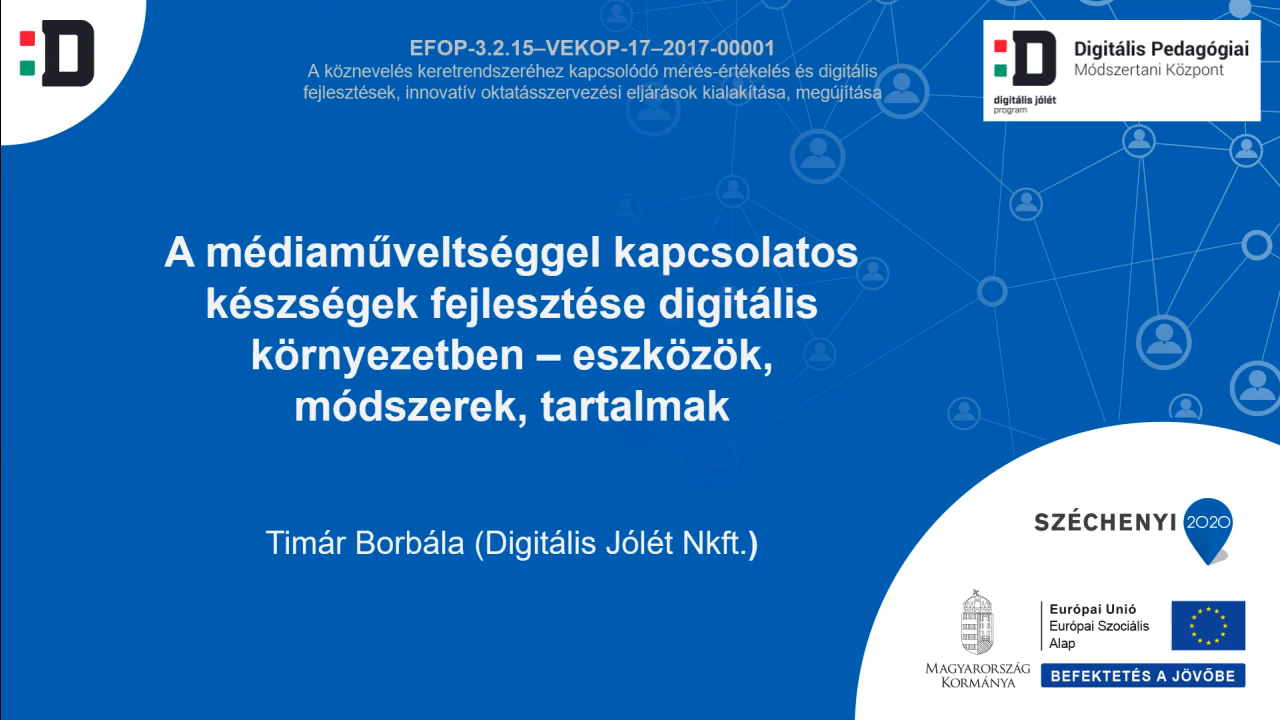 EFOP-3.2.15–VEKOP-17–2017-00001
A köznevelés keretrendszeréhez kapcsolódó mérés-értékelés és digitális
fejlesztések, innovatív oktatásszervezési eljárások kialakítása, megújítása
:D
:D
Digitális Pedagógiai
Módszertani Központ
digitális jólét
program
A médiaműveltséggel kapcsolatos
készségek fejlesztése digitális
környezetben – eszközök,
módszerek, tartalmak
Timár Borbála (Digitális Jólét Nkft.)
SZÉCHENYI 2020
Európai Unió
Európai Szociális
Alap
MAGYARORSZÁG
KORMÁNYA
BEFEKTETÉS A JÖVŐBE